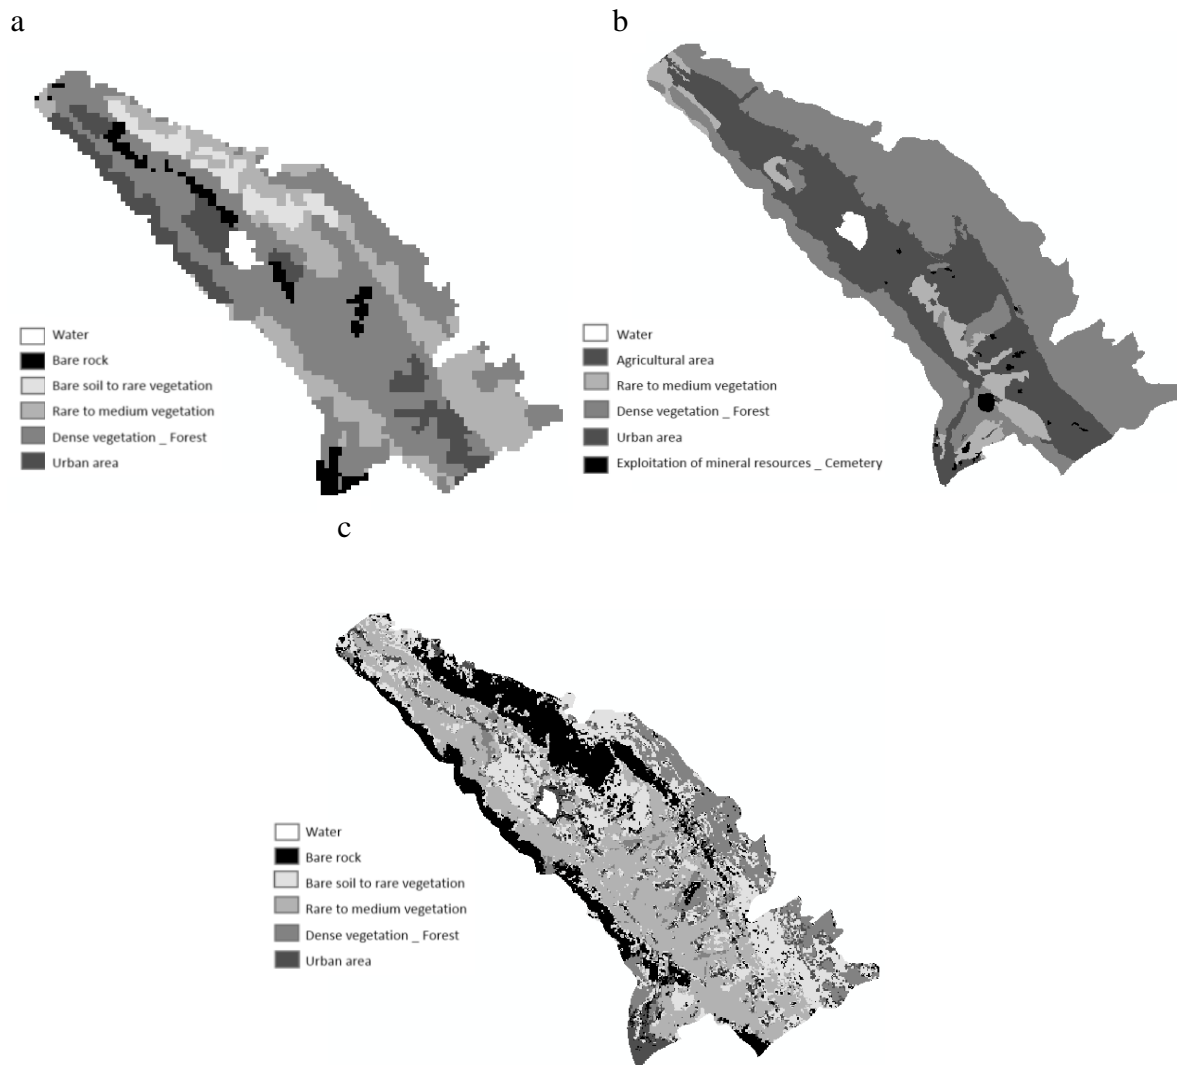 a
b
Water
Bare rock
Bare soil to rare vegetation
Rare to medium vegetation
Dense vegetation _ Forest
Urban area
Water
Agricultural area
Rare to medium vegetation
Dense vegetation _ Forest
Urban area
Exploitation of mineral resources _ Cemetery
c
Water
Bare rock
Bare soil to rare vegetation
Rare to medium vegetation
Dense vegetation _ Forest
Urban area